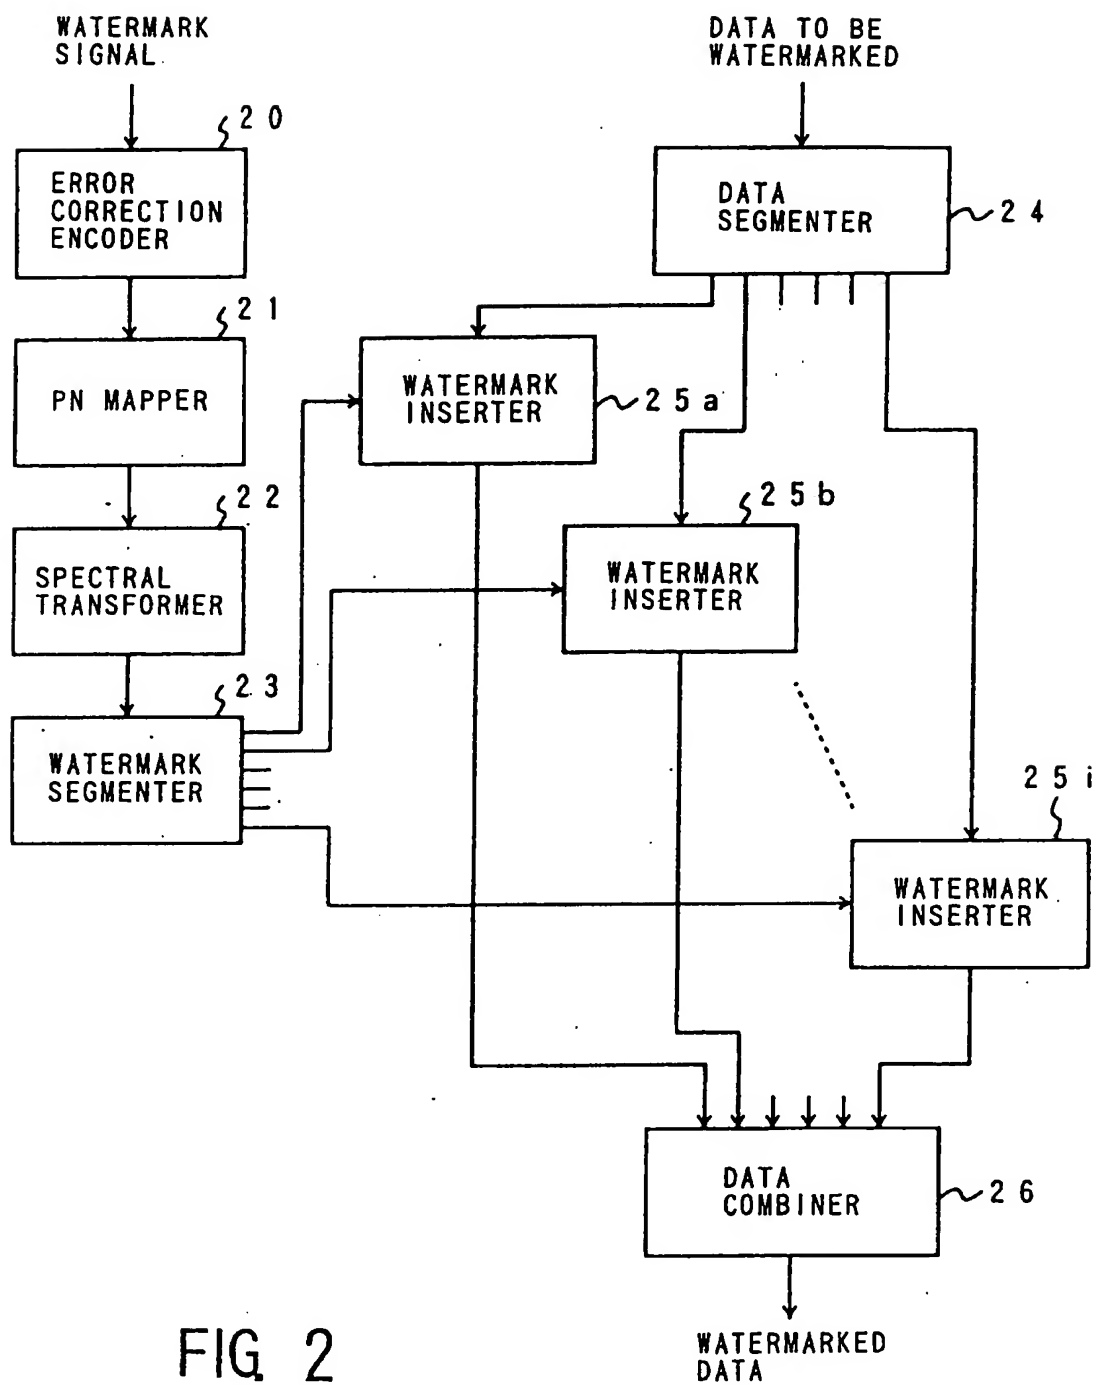 WATERMARK
SIGNAL
DATA TO BE
WATERMARKED
20
ERROR
CORRECTION
ENCODER
DATA
SEGMENTER
24
21
PN MAPPER
WATERMARK
INSERTER
25a
22
SPECTRAL
TRANSFORMER
25b
WATERMARK
INSERTER
23
WATERMARK
SEGMENTER
25i
WATERMARK
INSERTER
DATA
COMBINER
26
WATERMARKED
DATA
FIG. 2